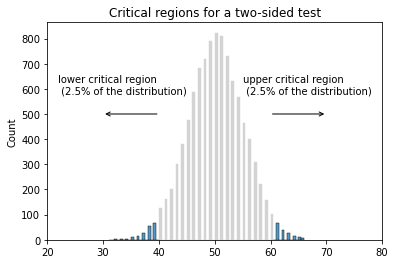 Critical regions for a two-sided test
lower critical region
(2.5% of the distribution)
upper critical region
(2.5% of the distribution)
Count
800
700
600
500
400
300
200
100
0
20
30
40
50
60
70
80